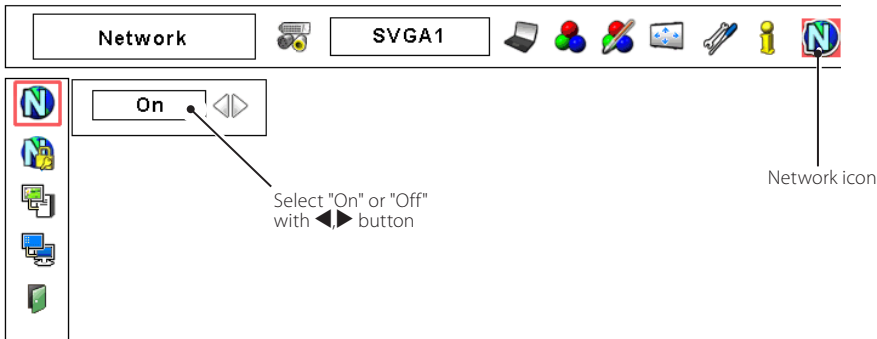 Network
SVGA1
On
Select "On" or "Off"
with ◀,▶ button
Network icon